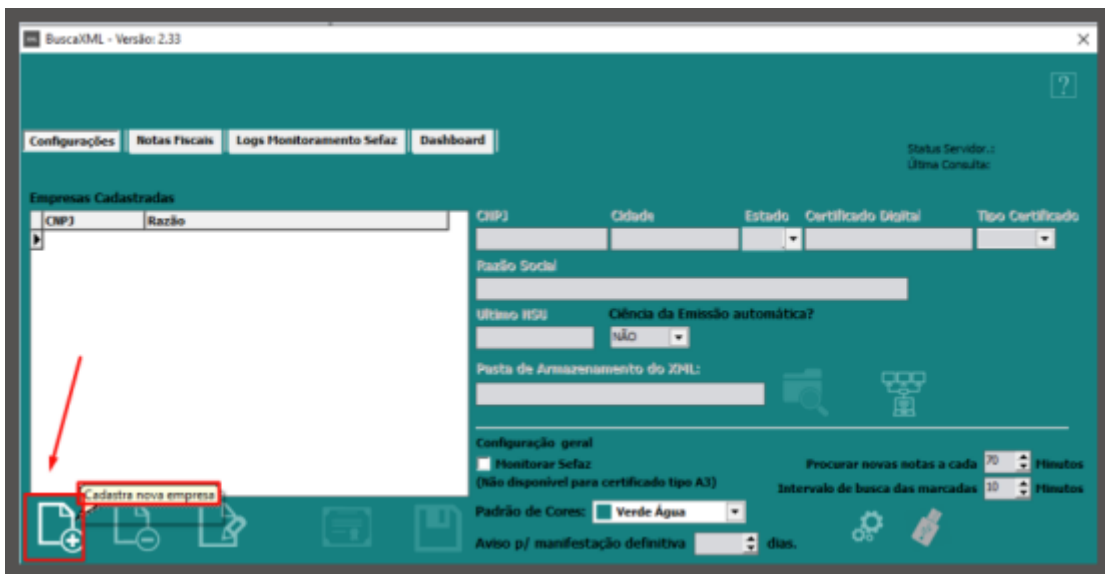 BuscaXML - Versão: 2.33
?
Configurações Notas Fiscais Logs Monitoramento Sefaz Dashboard
Status Servidor.:
Última Consulta:
Empresas Cadastradas
CNPJ Razão
CNPJ Cidade Estado Certificado Digital Tipo Certificado
Razão Social
Ultimo NSU Ciência da Emissão automática?
NÃO
Pasta de Armazenamento do XML:
Configuração geral
Monitorar Sefaz
(Não disponivel para certificado tipo A3)
Procurar novas notas a cada 70 Minutos
Intervalo de busca das marcadas 10 Minutos
Cadastra nova empresa
Padrão de Cores: Verde Água
Aviso p/ manifestação definitiva dias.